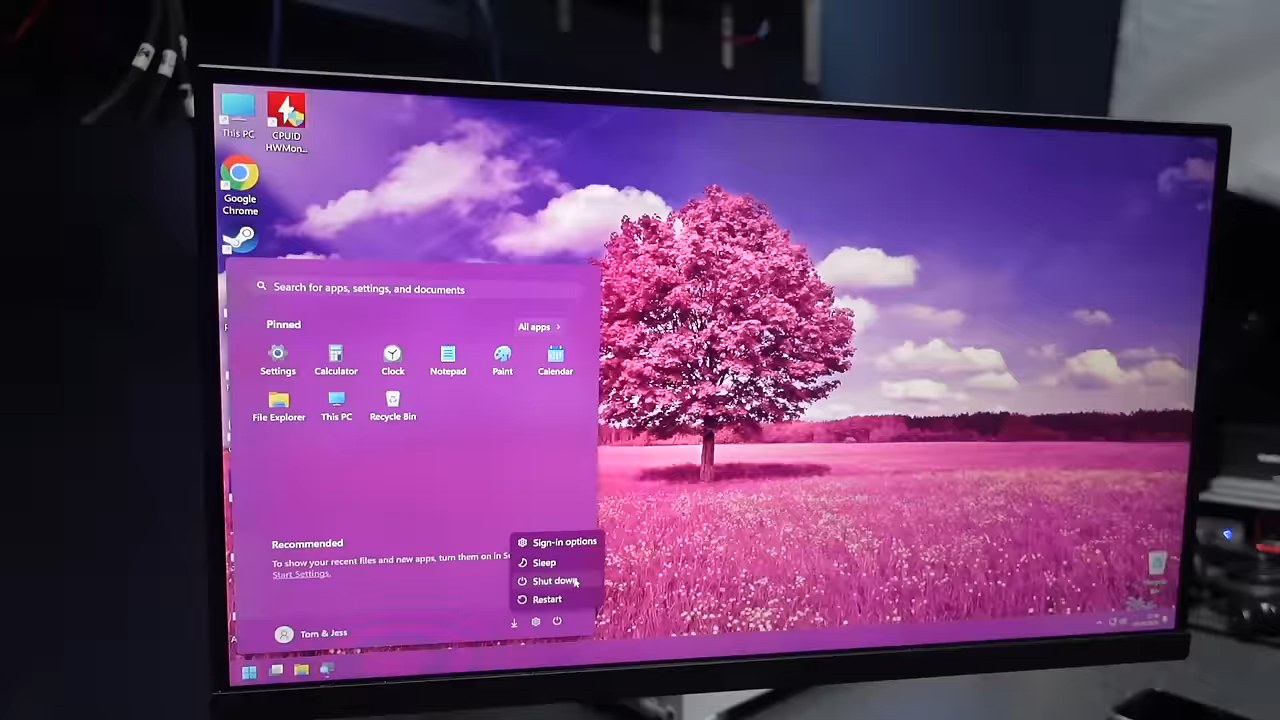 This PC
CPUID
HWMon...
Google
Chrome
Search for apps, settings, and documents
Pinned
All apps >
Settings
Calculator
Clock
Notepad
Paint
Calendar
File Explorer
This PC
Recycle Bin
Recommended
To show your recent files and new apps, turn them on in
Start Settings.
Sign-in options
Sleep
Shut down
Restart
Tom & Jess